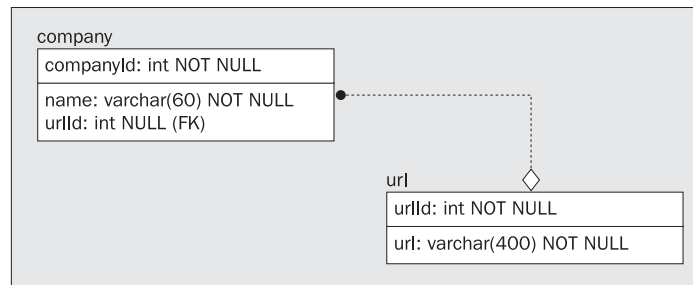 company
companyId: int NOT NULL
name: varchar(60) NOT NULL
urlId: int NULL (FK)
url
urlId: int NOT NULL
url: varchar(400) NOT NULL